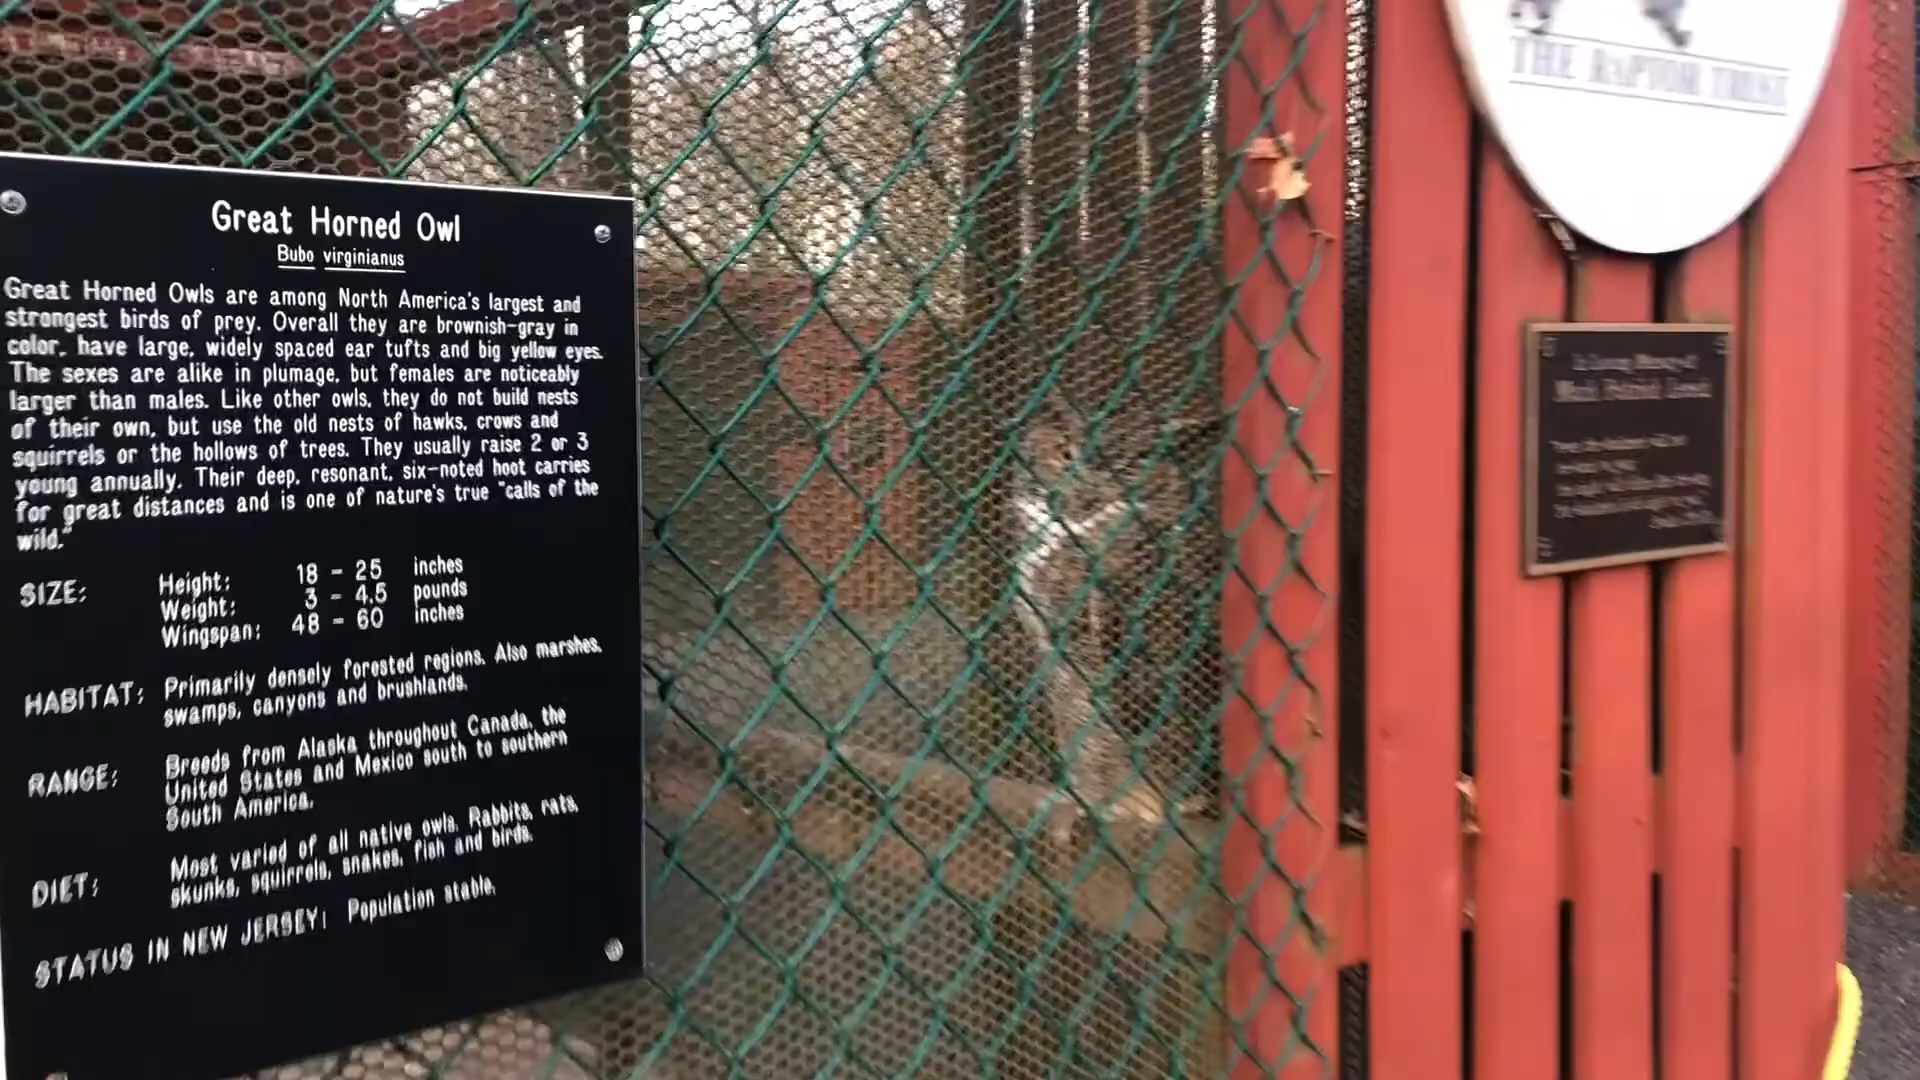 Great Horned Owl
Bubo virginianus
Great Horned Owls are among North America's largest and
strongest birds of prey. Overall they are brownish-gray in
color, have large, widely spaced ear tufts and big yellow eyes.
The sexes are alike in plumage, but females are noticeably
larger than males. Like other owls, they do not build nests
of their own, but use the old nests of hawks, crows and
squirrels or the hollows of trees. They usually raise 2 or 3
young annually. Their deep, resonant, six-noted hoot carries
for great distances and is one of nature's true "calls of the
wild."
SIZE: Height: 18 - 25 inches
Weight: 3 - 4.5 pounds
Wingspan: 48 - 60 inches
HABITAT: Primarily densely forested regions. Also marshes,
swamps, canyons and brushlands.
RANGE: Breeds from Alaska throughout Canada, the
United States and Mexico south to southern
South America.
DIET: Most varied of all native owls. Rabbits, rats,
skunks, squirrels, snakes, fish and birds.
STATUS IN NEW JERSEY: Population stable.
THE RAPTOR TRUST
In Loving Memory of